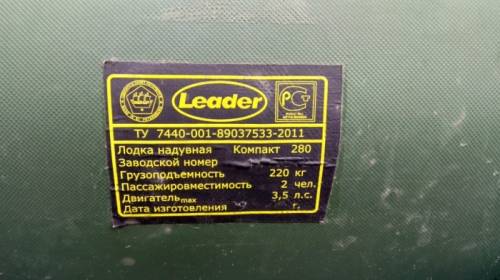 Leader
ТУ 7440-001-89037533-2011
Лодка надувная Компакт 280
Заводской номер
Грузоподъемность 220 кг
Пассажировместимость 2 чел.
Двигатель max 3,5 л.с.
Дата изготовления г.